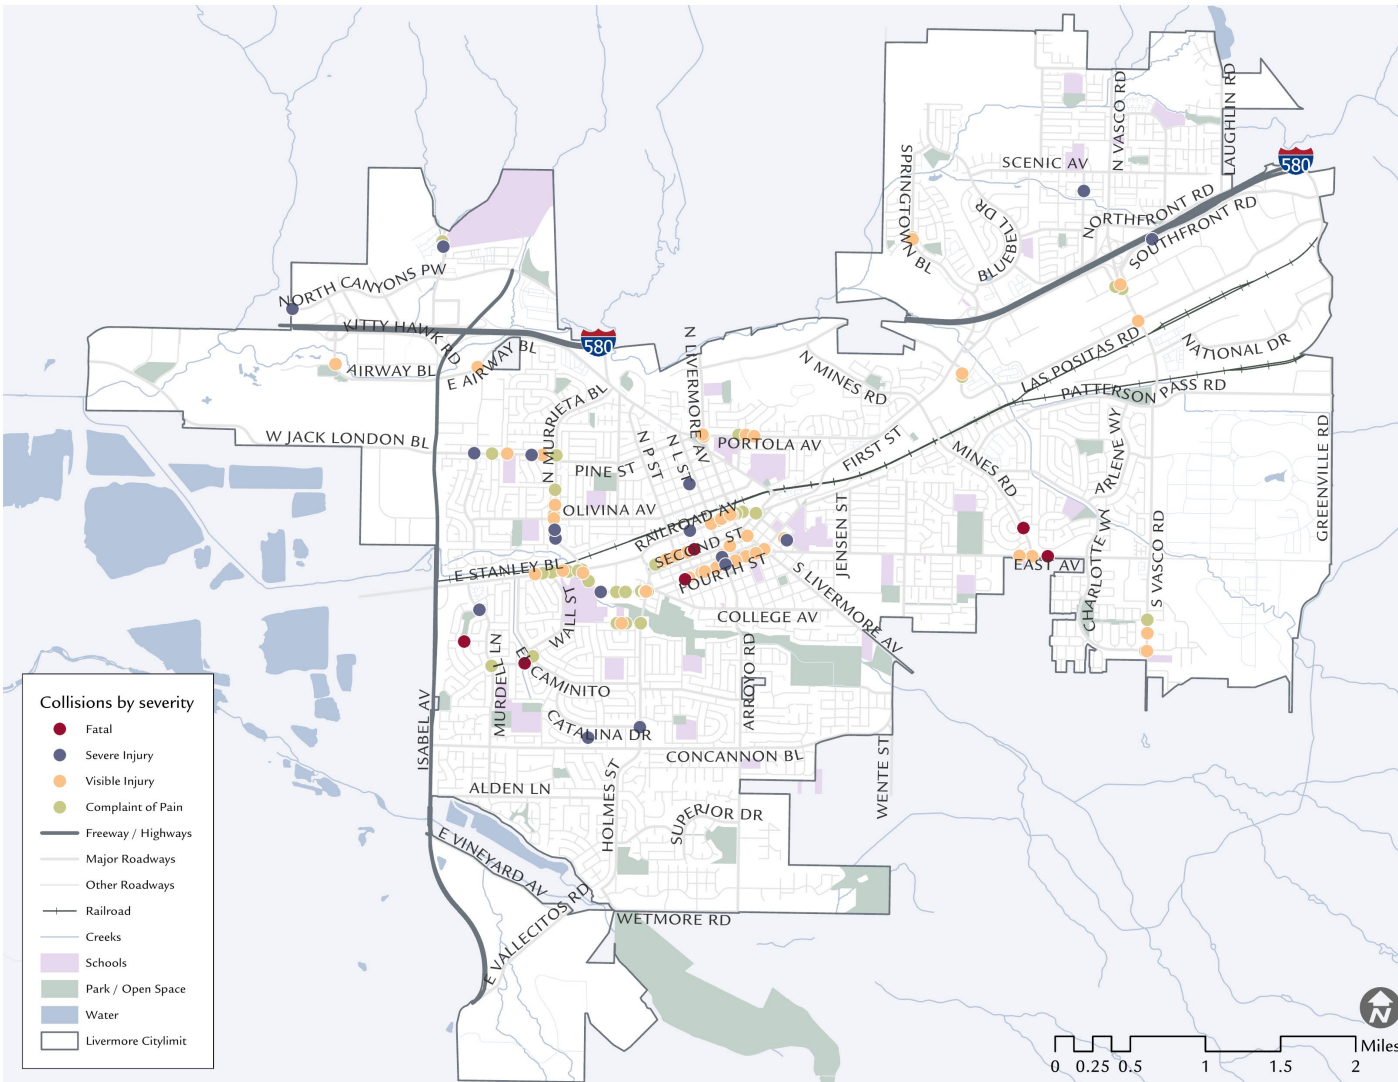 LAUGHLIN RD
N VASCO RD
SCENIC AV
580
SPRINGTOWN BL
BLUEBELL DR
NORTHFRONT RD
SOUTHFRONT RD
NORTH CANYONS PW
KITTY HAWK RD
580
AIRWAY BL
E AIRWAY BL
N LIVERMORE AV
N MINES RD
LAS POSITAS RD
NATIONAL DR
PATTERSON PASS RD
N MURRIETA BL
W JACK LONDON BL
N P ST
N L ST
PORTOLA AV
FIRST ST
MINES RD
ARLENE WY
GREENVILLE RD
PINE ST
OLIVINA AV
RAILROAD AV
SECOND ST
FOURTH ST
JENSEN ST
E STANLEY BL
EAST AV
CHARLOTTE WY
S VASCO RD
S LIVERMORE AV
WALL ST
COLLEGE AV
MURDELL LN
EL CAMINITO
ARROYO RD
ISABEL AV
CATALINA DR
CONCANNON BL
WENTE ST
ALDEN LN
HOLMES ST
SUPERIOR DR
E VINEYARD AV
E VALLECITOS RD
WETMORE RD
Collisions by severity
Fatal
Severe Injury
Visible Injury
Complaint of Pain
Freeway / Highways
Major Roadways
Other Roadways
Railroad
Creeks
Schools
Park / Open Space
Water
Livermore Citylimit
N
Miles
0 0.25 0.5 1 1.5 2